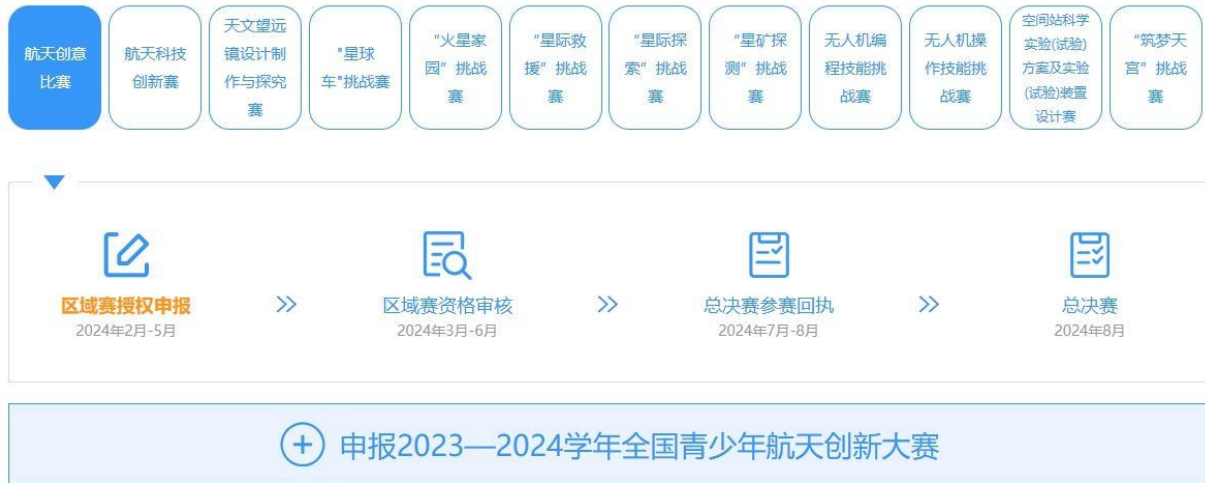 航天创意
比赛
航天科技
创新赛
天文望远
镜设计制
作与探究
赛
"星球
车"挑战赛
“火星家
园”挑战
赛
“星际救
援”挑战
赛
“星际探
索”挑战
赛
“星矿探
测”挑战
赛
无人机编
程技能挑
战赛
无人机操
作技能挑
战赛
空间站科学
实验(试验)
方案及实验
(试验)装置
设计赛
“筑梦天
宫”挑战
赛
区域赛授权申报
2024年2月-5月
区域赛资格审核
2024年3月-6月
总决赛参赛回执
2024年7月-8月
总决赛
2024年8月
申报2023—2024学年全国青少年航天创新大赛